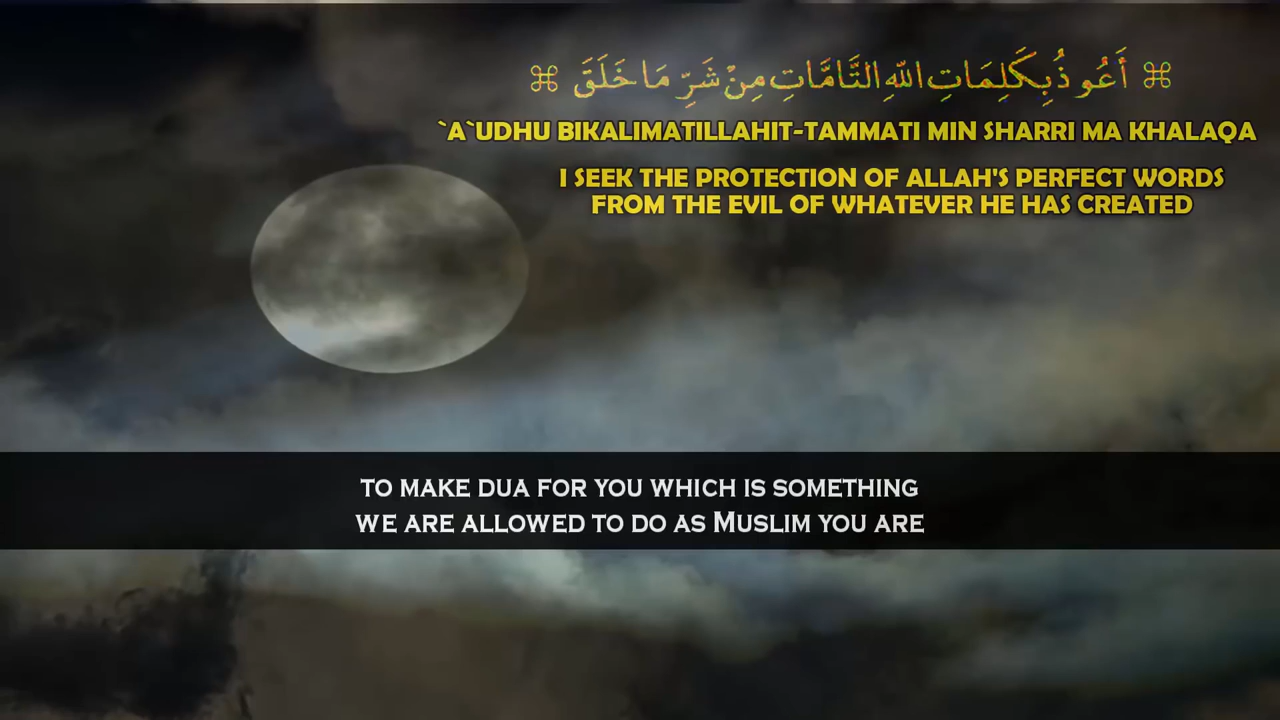 ⌘ أَعُوذُ بِكَلِمَاتِ اللّٰهِ التَّامَّاتِ مِنْ شَرِّ مَا خَلَقَ ⌘
`A`UDHU BIKALIMATILLAHIT-TAMMATI MIN SHARRI MA KHALAQA
I SEEK THE PROTECTION OF ALLAH'S PERFECT WORDS
FROM THE EVIL OF WHATEVER HE HAS CREATED
TO MAKE DUA FOR YOU WHICH IS SOMETHING
WE ARE ALLOWED TO DO AS MUSLIM YOU ARE